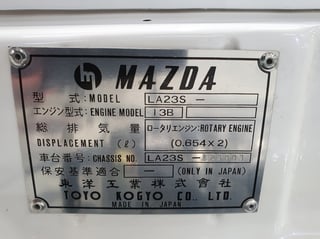 m MAZDA
型式:MODEL LA23S-
エンジン型式:ENGINE MODEL 13B
総排気量 ロータリエンジン:ROTARY ENGINE
DISPLACEMENT (ℓ) (0.654×2)
車台番号:CHASSIS NO. LA23S-
保安基準適合 — (ONLY IN JAPAN)
東洋工業株式會社
TOYO KOGYO CO., LTD.
MADE IN JAPAN